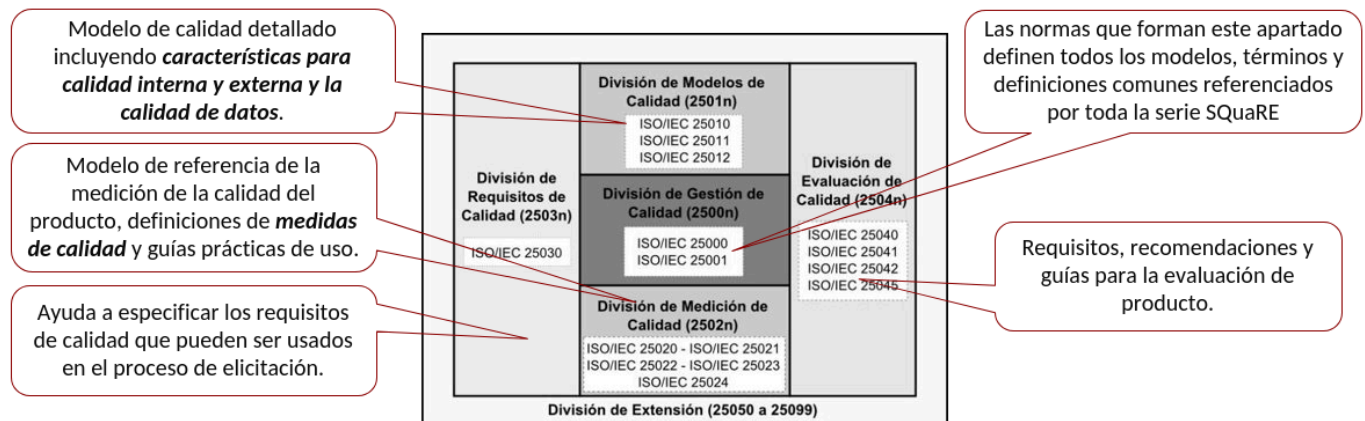 Modelo de calidad detallado
incluyendo características para
calidad interna y externa y la
calidad de datos.
Modelo de referencia de la
medición de la calidad del
producto, definiciones de medidas
de calidad y guías prácticas de uso.
Ayuda a especificar los requisitos
de calidad que pueden ser usados
en el proceso de elicitación.
División de
Requisitos de
Calidad (2503n)
ISO/IEC 25030
División de Modelos de
Calidad (2501n)
ISO/IEC 25010
ISO/IEC 25011
ISO/IEC 25012
División de Gestión de
Calidad (2500n)
ISO/IEC 25000
ISO/IEC 25001
División de Medición de
Calidad (2502n)
ISO/IEC 25020 - ISO/IEC 25021
ISO/IEC 25022 - ISO/IEC 25023
ISO/IEC 25024
División de
Evaluación de
Calidad (2504n)
ISO/IEC 25040
ISO/IEC 25041
ISO/IEC 25042
ISO/IEC 25045
División de Extensión (25050 a 25099)
Las normas que forman este apartado
definen todos los modelos, términos y
definiciones comunes referenciados
por toda la serie SQuaRE
Requisitos, recomendaciones y
guías para la evaluación de
producto.